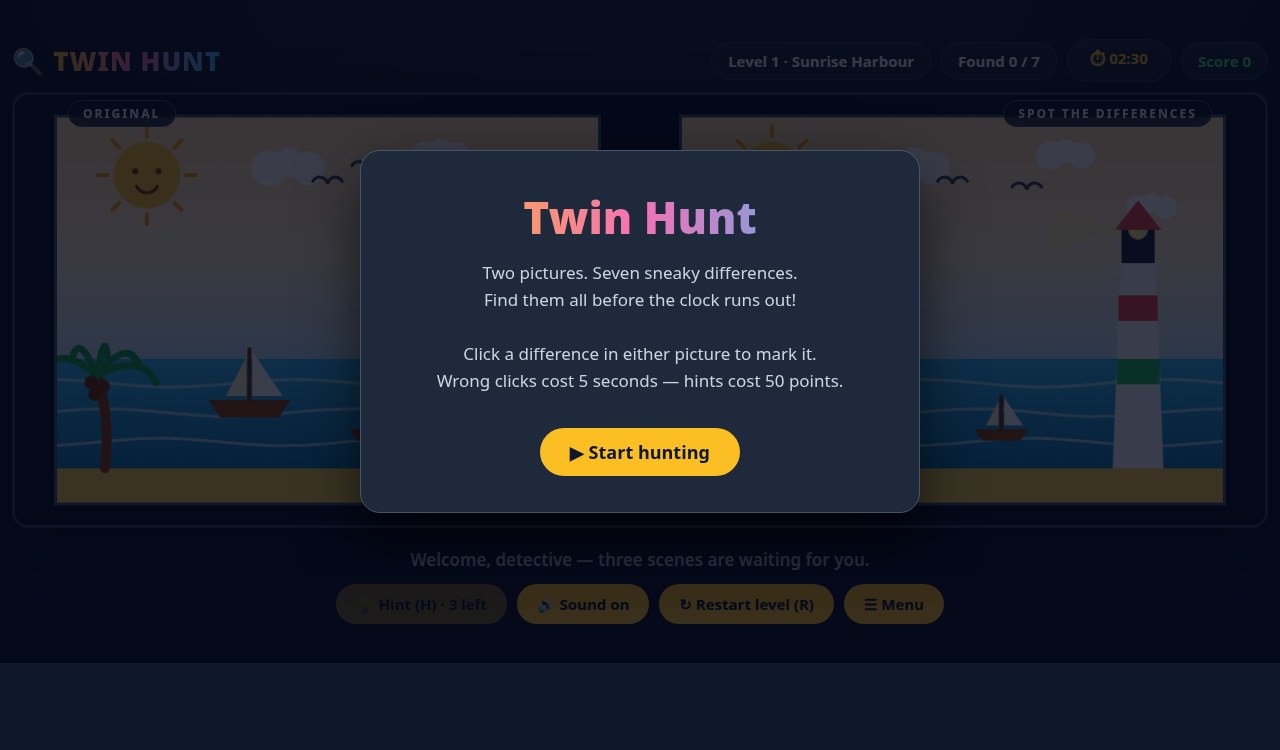 🔍 TWIN HUNT
Level 1 · Sunrise Harbour
Found 0 / 7
⏱ 02:30
Score 0
ORIGINAL
SPOT THE DIFFERENCES
Twin Hunt
Two pictures. Seven sneaky differences.
Find them all before the clock runs out!
Click a difference in either picture to mark it.
Wrong clicks cost 5 seconds — hints cost 50 points.
▶ Start hunting
Welcome, detective — three scenes are waiting for you.
💡 Hint (H) · 3 left
🔊 Sound on
↻ Restart level (R)
☰ Menu